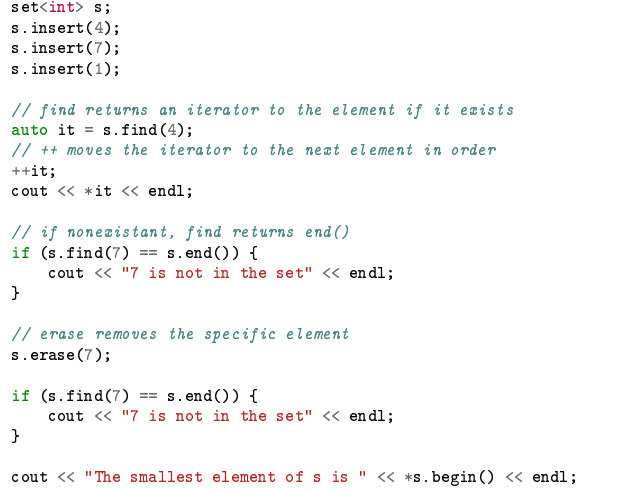 set<int> s;
s.insert(4);
s.insert(7);
s.insert(1);
// find returns an iterator to the element if it exists
auto it = s.find(4);
// ++ moves the iterator to the next element in order
++it;
cout << *it << endl;
// if nonexistant, find returns end()
if (s.find(7) == s.end()) {
    cout << "7 is not in the set" << endl;
}
// erase removes the specific element
s.erase(7);
if (s.find(7) == s.end()) {
    cout << "7 is not in the set" << endl;
}
cout << "The smallest element of s is " << *s.begin() << endl;